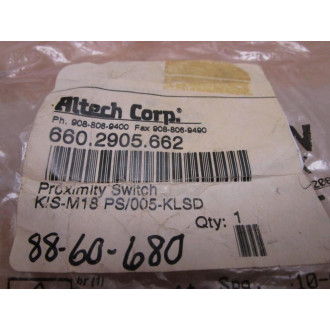 Altech Corp.®
Ph. 908-806-9400 Fax 908-806-9490
660.2905.662
Proximity Switch
K/S-M18 PS/005-KLSD
Qty: 1
88-60-680